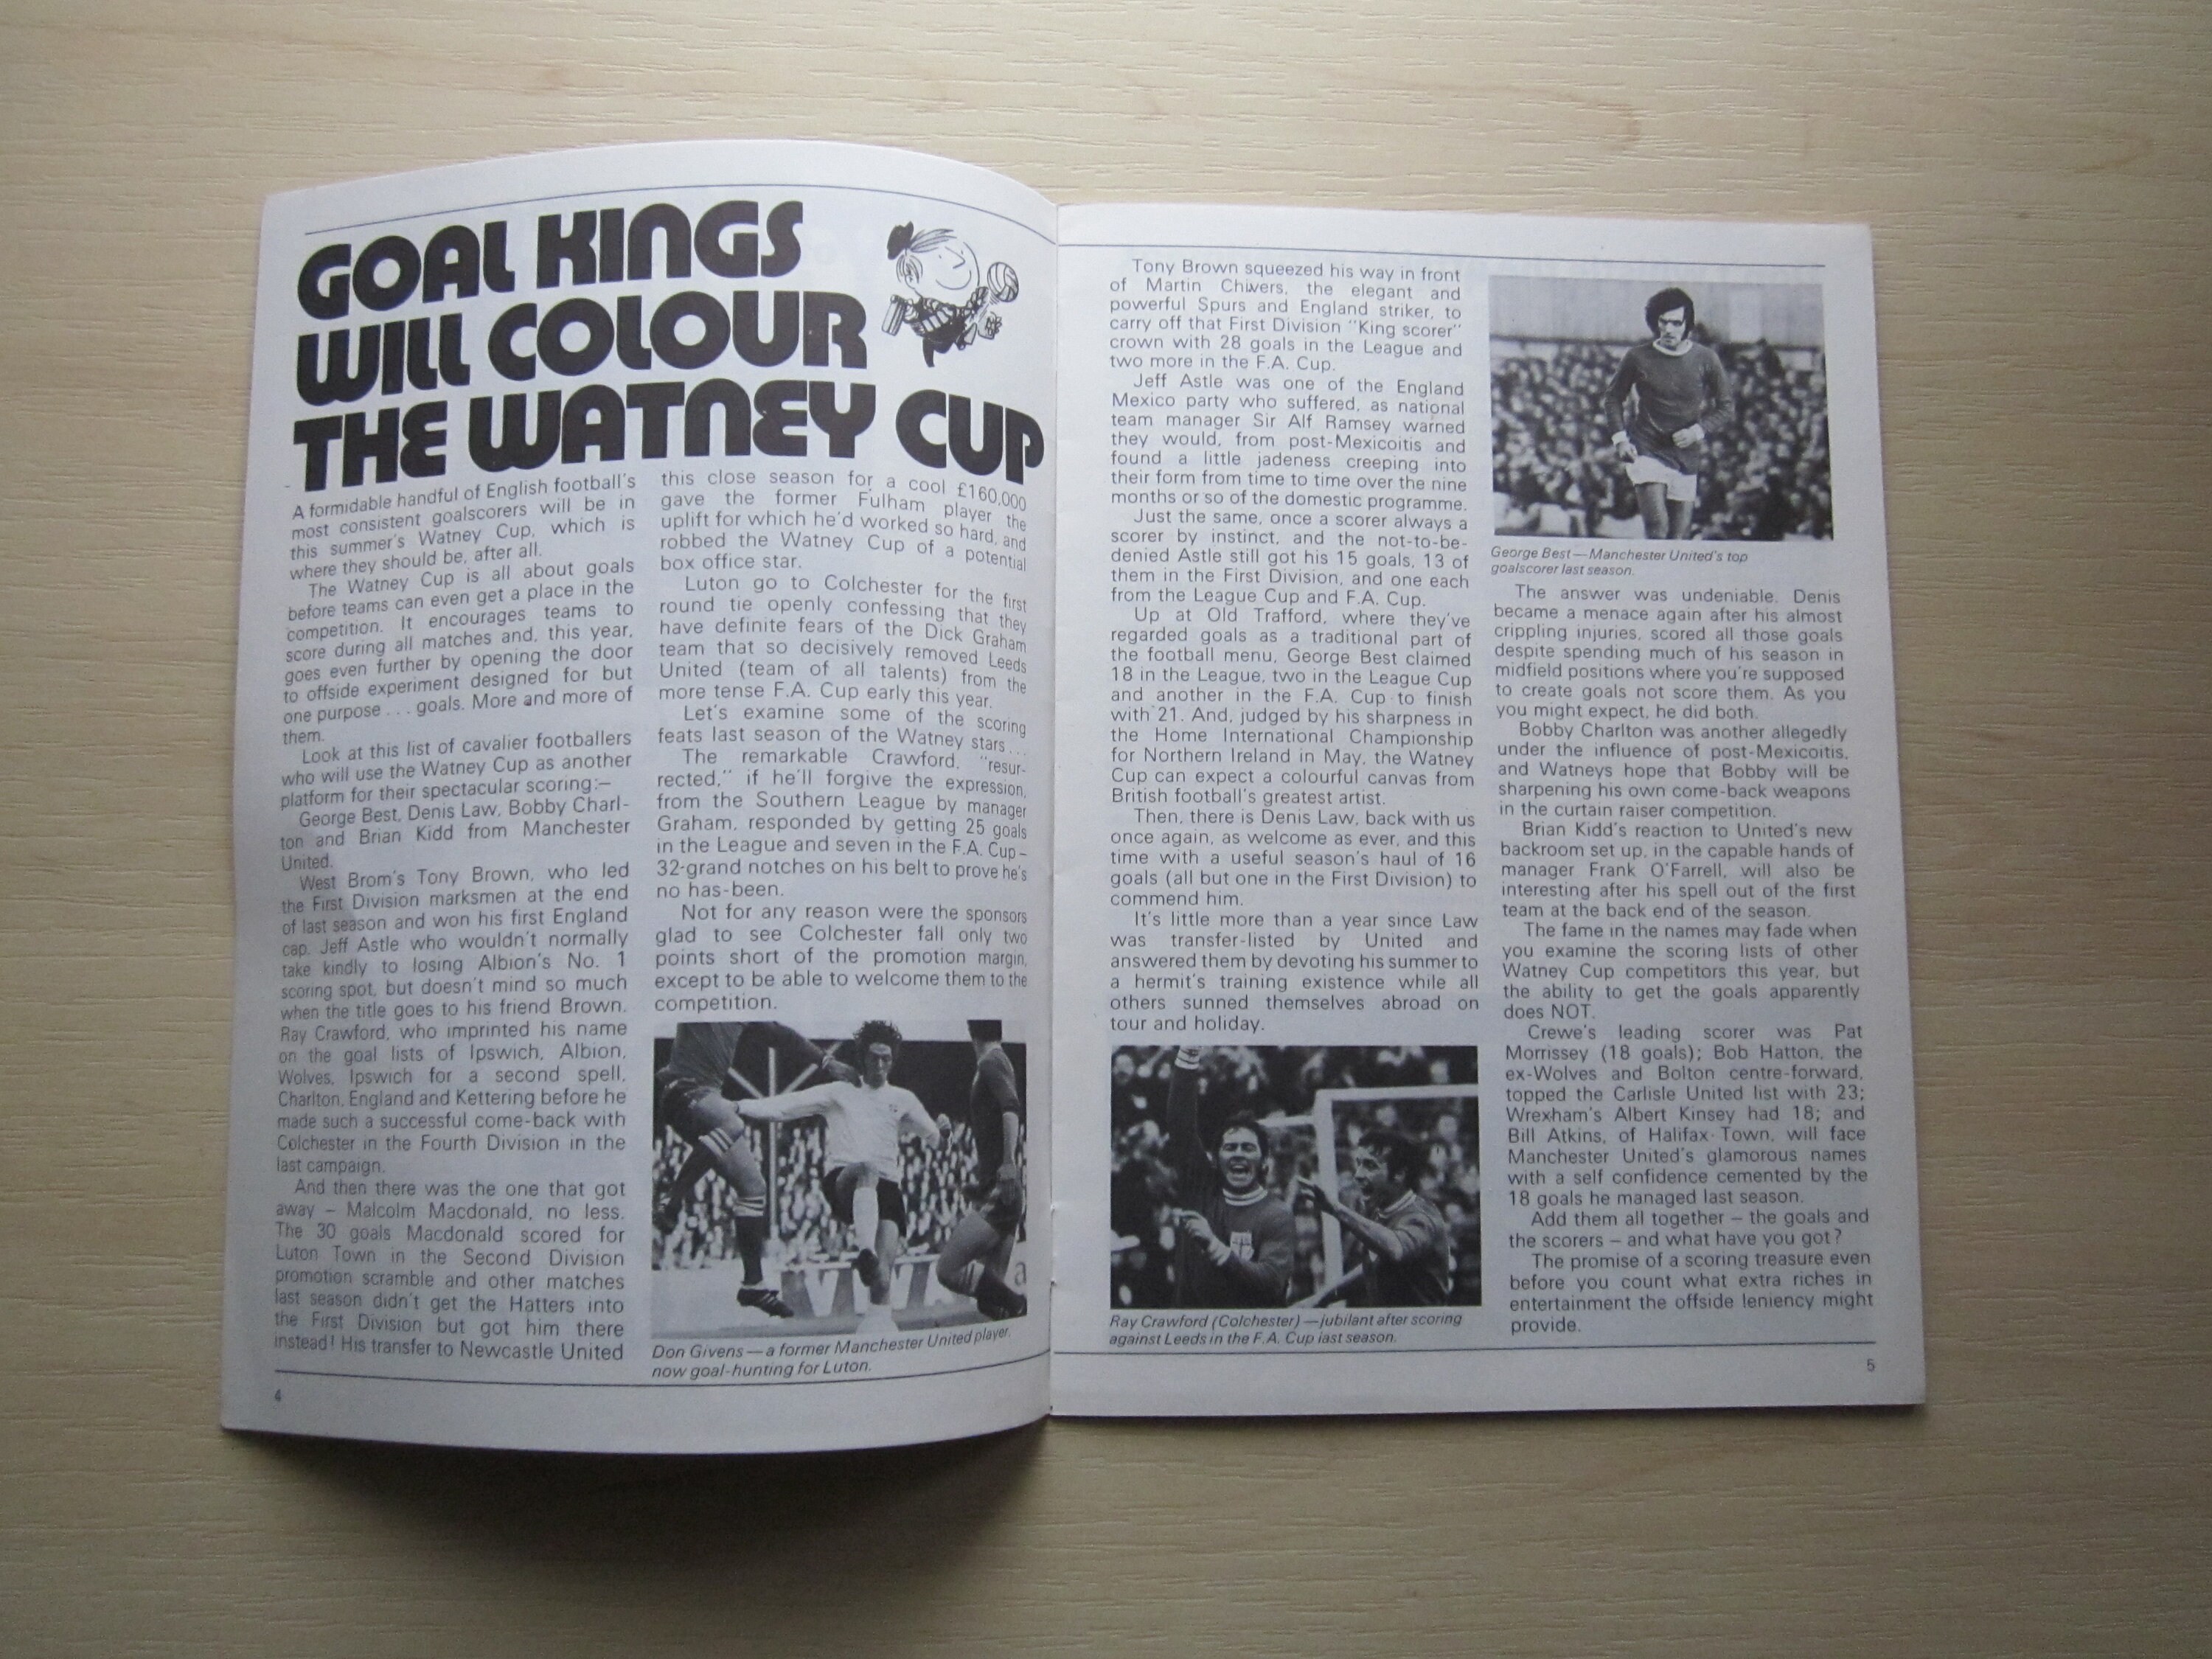 GOAL KINGS
WILL COLOUR
THE WATNEY CUP
A formidable handful of English football's
most consistent goalscorers will be in
this summer's Watney Cup, which is
where they should be, after all.
The Watney Cup is all about goals
before teams can even get a place in the
competition. It encourages teams to
score during all matches and, this year,
goes even further by opening the door
to offside experiment designed for but
one purpose . . . goals. More and more of
them.
Look at this list of cavalier footballers
who will use the Watney Cup as another
platform for their spectacular scoring:—
George Best, Denis Law, Bobby Charl-
ton and Brian Kidd from Manchester
United.
West Brom's Tony Brown, who led
the First Division marksmen at the end
of last season and won his first England
cap. Jeff Astle who wouldn't normally
take kindly to losing Albion's No. 1
scoring spot, but doesn't mind so much
when the title goes to his friend Brown.
Ray Crawford, who imprinted his name
on the goal lists of Ipswich, Albion,
Wolves, Ipswich for a second spell,
Charlton, England and Kettering before he
made such a successful come-back with
Colchester in the Fourth Division in the
last campaign.
And then there was the one that got
away – Malcolm Macdonald, no less.
The 30 goals Macdonald scored for
Luton Town in the Second Division
promotion scramble and other matches
last season didn't get the Hatters into
the First Division but got him there
instead! His transfer to Newcastle United
this close season for a cool £160,000
gave the former Fulham player the
uplift for which he'd worked so hard, and
robbed the Watney Cup of a potential
box office star.
Luton go to Colchester for the first
round tie openly confessing that they
have definite fears of the Dick Graham
team that so decisively removed Leeds
United (team of all talents) from the
more tense F.A. Cup early this year.
Let's examine some of the scoring
feats last season of the Watney stars . . .
The remarkable Crawford, "resur-
rected," if he'll forgive the expression,
from the Southern League by manager
Graham, responded by getting 25 goals
in the League and seven in the F.A. Cup –
32-grand notches on his belt to prove he's
no has-been.
Not for any reason were the sponsors
glad to see Colchester fall only two
points short of the promotion margin,
except to be able to welcome them to the
competition.
Don Givens — a former Manchester United player,
now goal-hunting for Luton.
4
Tony Brown squeezed his way in front
of Martin Chivers, the elegant and
powerful Spurs and England striker, to
carry off that First Division "King scorer"
crown with 28 goals in the League and
two more in the F.A. Cup.
Jeff Astle was one of the England
Mexico party who suffered, as national
team manager Sir Alf Ramsey warned
they would, from post-Mexicoitis and
found a little jadeness creeping into
their form from time to time over the nine
months or so of the domestic programme.
Just the same, once a scorer always a
scorer by instinct, and the not-to-be-
denied Astle still got his 15 goals, 13 of
them in the First Division, and one each
from the League Cup and F.A. Cup.
Up at Old Trafford, where they've
regarded goals as a traditional part of
the football menu, George Best claimed
18 in the League, two in the League Cup
and another in the F.A. Cup to finish
with 21. And, judged by his sharpness in
the Home International Championship
for Northern Ireland in May, the Watney
Cup can expect a colourful canvas from
British football's greatest artist.
Then, there is Denis Law, back with us
once again, as welcome as ever, and this
time with a useful season's haul of 16
goals (all but one in the First Division) to
commend him.
It's little more than a year since Law
was transfer-listed by United and
answered them by devoting his summer to
a hermit's training existence while all
others sunned themselves abroad on
tour and holiday.
Ray Crawford (Colchester) — jubilant after scoring
against Leeds in the F.A. Cup last season.
George Best — Manchester United's top
goalscorer last season.
The answer was undeniable. Denis
became a menace again after his almost
crippling injuries, scored all those goals
despite spending much of his season in
midfield positions where you're supposed
to create goals not score them. As you
you might expect, he did both.
Bobby Charlton was another allegedly
under the influence of post-Mexicoitis,
and Watneys hope that Bobby will be
sharpening his own come-back weapons
in the curtain raiser competition.
Brian Kidd's reaction to United's new
backroom set up, in the capable hands of
manager Frank O'Farrell, will also be
interesting after his spell out of the first
team at the back end of the season.
The fame in the names may fade when
you examine the scoring lists of other
Watney Cup competitors this year, but
the ability to get the goals apparently
does NOT.
Crewe's leading scorer was Pat
Morrissey (18 goals); Bob Hatton, the
ex-Wolves and Bolton centre-forward,
topped the Carlisle United list with 23;
Wrexham's Albert Kinsey had 18; and
Bill Atkins, of Halifax Town, will face
Manchester United's glamorous names
with a self confidence cemented by the
18 goals he managed last season.
Add them all together – the goals and
the scorers – and what have you got?
The promise of a scoring treasure even
before you count what extra riches in
entertainment the offside leniency might
provide.
5